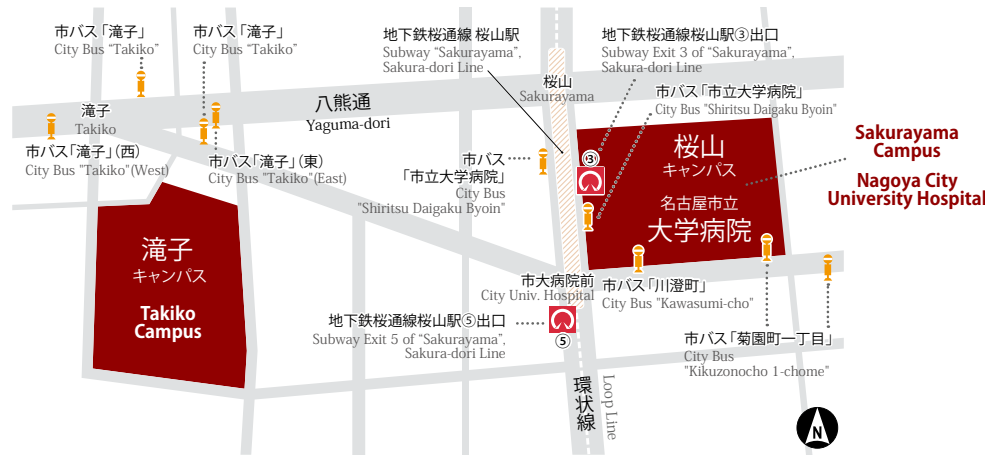 市バス「滝子」
City Bus “Takiko”
市バス「滝子」
City Bus “Takiko”
地下鉄桜通線 桜山駅
Subway “Sakurayama”,
Sakura-dori Line
地下鉄桜通線桜山駅③出口
Subway Exit 3 of “Sakurayama”,
Sakura-dori Line
桜山
Sakurayama
市バス「市立大学病院」
City Bus "Shiritsu Daigaku Byoin"
滝子
Takiko
八熊通
Yaguma-dori
市バス「滝子」(西)
City Bus "Takiko"(West)
市バス「滝子」(東)
City Bus "Takiko"(East)
市バス
「市立大学病院」
City Bus
"Shiritsu Daigaku Byoin"
③
桜山
キャンパス
名古屋市立
大学病院
Sakurayama
Campus
Nagoya City
University Hospital
滝子
キャンパス
Takiko
Campus
市大病院前
City Univ. Hospital
市バス「川澄町」
City Bus "Kawasumi-cho"
地下鉄桜通線桜山駅⑤出口
Subway Exit 5 of “Sakurayama”,
Sakura-dori Line
⑤
市バス「菊園町一丁目」
City Bus
"Kikuzonocho 1-chome"
環状線
Loop Line
N